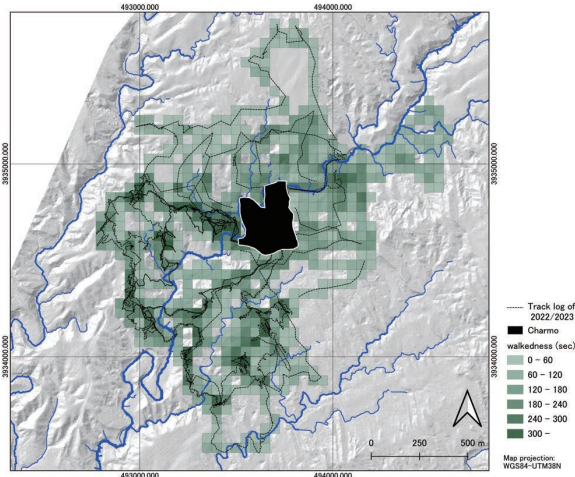 493000.000
494000.000
3935000.000
3935000.000
3934000.000
3934000.000
493000.000
494000.000
Track log of
2022/2023
Charmo
walkedness (sec)
0 - 60
60 - 120
120 - 180
180 - 240
240 - 300
300 -
0 250 500 m
Map projection:
WGS84-UTM38N